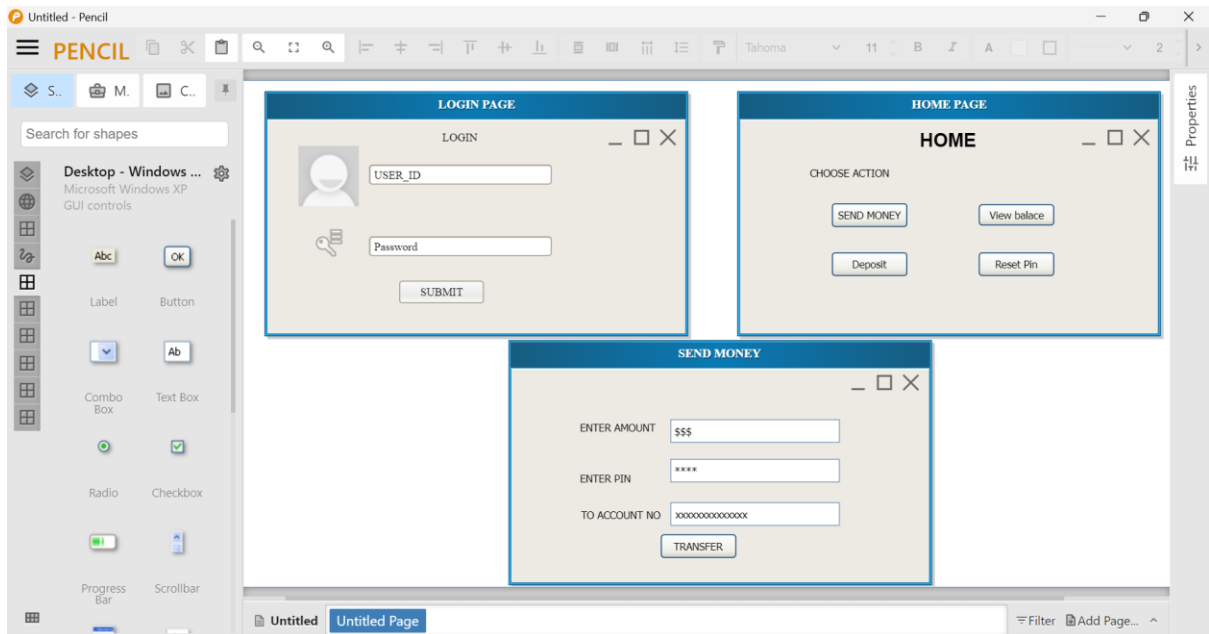 Untitled - Pencil
PENCIL
Tahoma 11 B I A 2
S.. M. C..
Search for shapes
Desktop - Windows ...
Microsoft Windows XP
GUI controls
Abc OK
Label Button
Ab
Combo Box Text Box
Radio Checkbox
Progress Bar Scrollbar
LOGIN PAGE
LOGIN
USER_ID
Password
SUBMIT
HOME PAGE
HOME
CHOOSE ACTION
SEND MONEY View balace
Deposit Reset Pin
SEND MONEY
ENTER AMOUNT $$$
ENTER PIN ****
TO ACCOUNT NO xxxxxxxxxxxxx
TRANSFER
Properties
Untitled Untitled Page Filter Add Page...